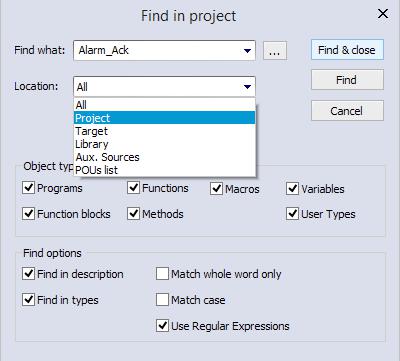 Find in project
Find what: Alarm_Ack ... Find & close
Location: All Find
All
Project
Target
Library
Aux. Sources
POUs list
Cancel
Object typ
Programs Functions Macros Variables
Function blocks Methods User Types
Find options
Find in description Match whole word only
Find in types Match case
Use Regular Expressions